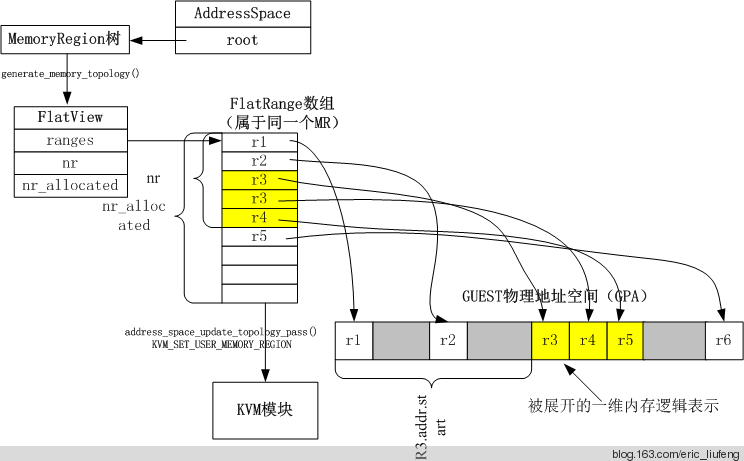 AddressSpace
root
MemoryRegion树
generate_memory_topology()
FlatView
ranges
nr
nr_allocated
FlatRange数组
（属于同一个MR）
r1
r2
r3
r3
r4
r5
nr
nr_alloc
ated
address_space_update_topology_pass()
KVM_SET_USER_MEMORY_REGION
KVM模块
GUEST物理地址空间（GPA）
r1
r2
r3
r4
r5
r6
R3.addr.st
art
被展开的一维内存逻辑表示
blog.163.com/eric_liufeng